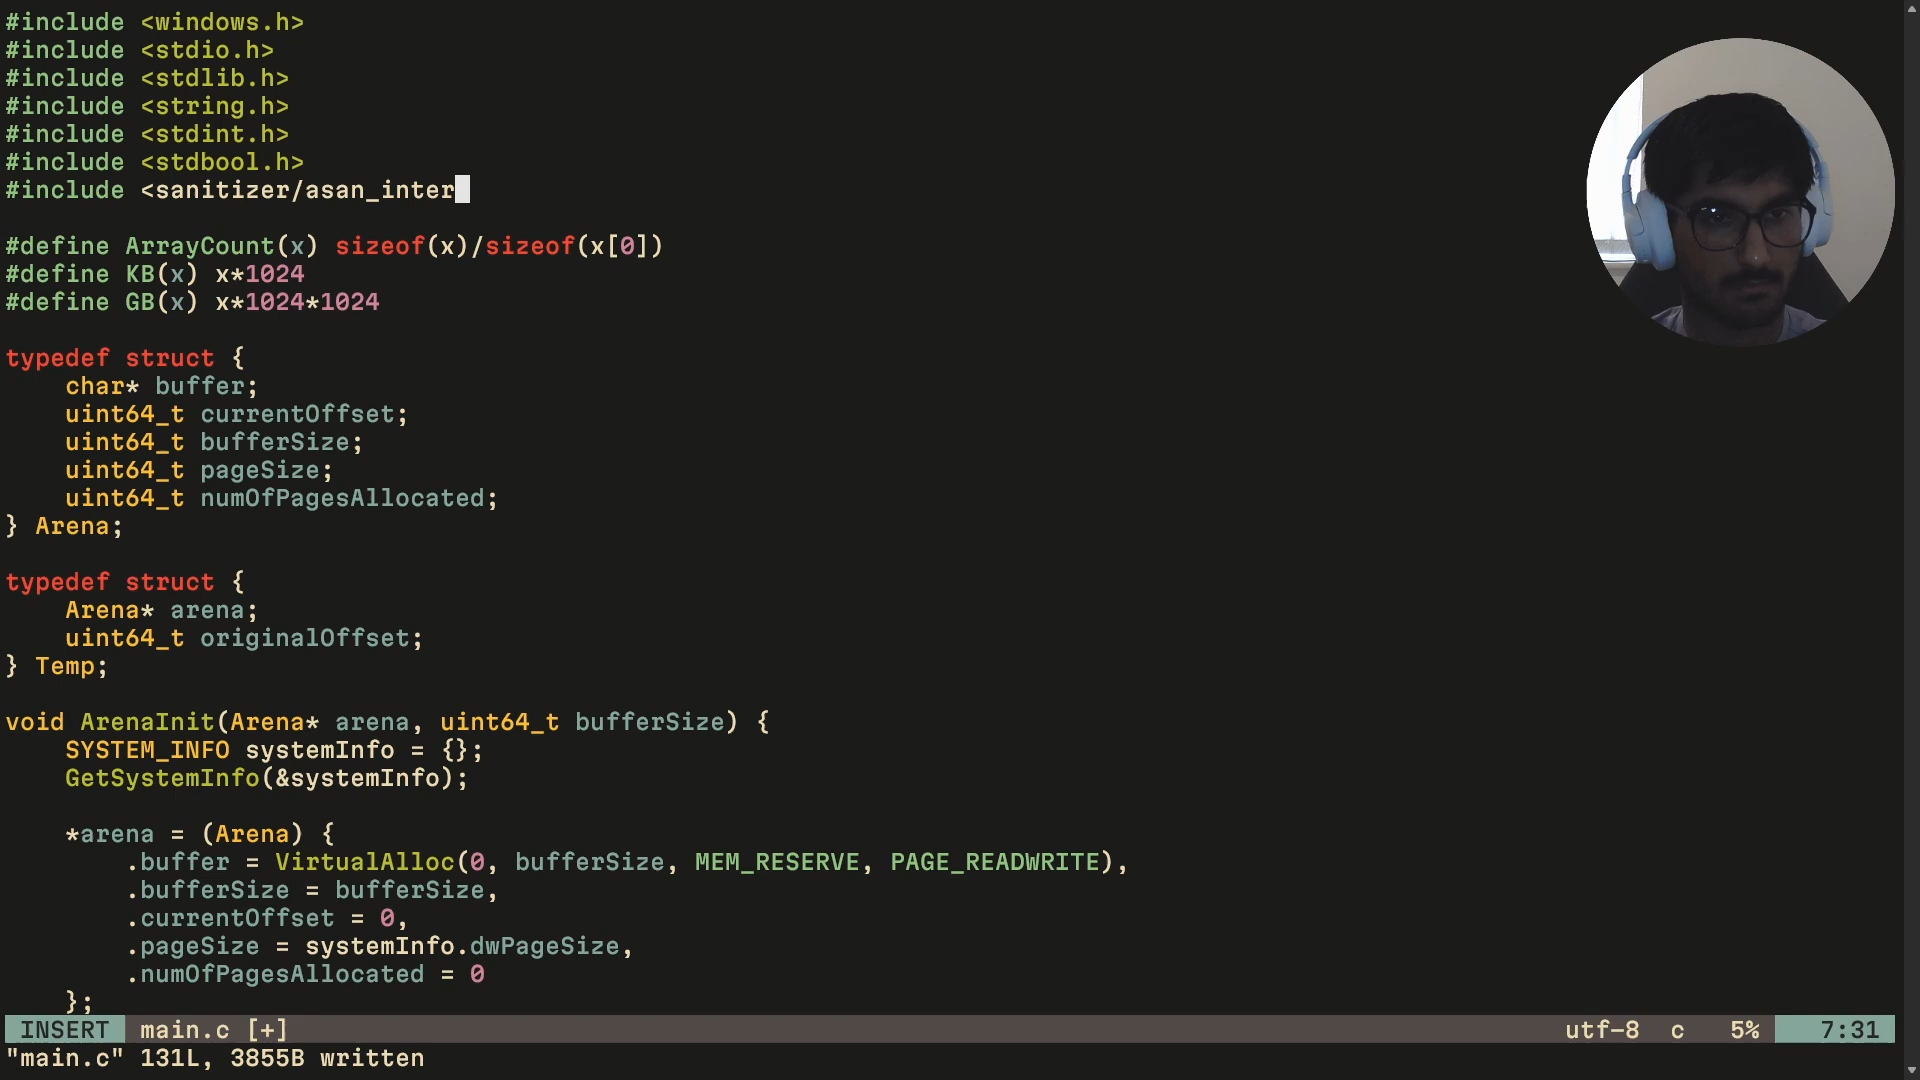 #include <windows.h>
#include <stdio.h>
#include <stdlib.h>
#include <string.h>
#include <stdint.h>
#include <stdbool.h>
#include <sanitizer/asan_inter

#define ArrayCount(x) sizeof(x)/sizeof(x[0])
#define KB(x) x*1024
#define GB(x) x*1024*1024

typedef struct {
    char* buffer;
    uint64_t currentOffset;
    uint64_t bufferSize;
    uint64_t pageSize;
    uint64_t numOfPagesAllocated;
} Arena;

typedef struct {
    Arena* arena;
    uint64_t originalOffset;
} Temp;

void ArenaInit(Arena* arena, uint64_t bufferSize) {
    SYSTEM_INFO systemInfo = {};
    GetSystemInfo(&systemInfo);

    *arena = (Arena) {
        .buffer = VirtualAlloc(0, bufferSize, MEM_RESERVE, PAGE_READWRITE),
        .bufferSize = bufferSize,
        .currentOffset = 0,
        .pageSize = systemInfo.dwPageSize,
        .numOfPagesAllocated = 0
    };
INSERT main.c [+] utf-8 c 5% 7:31
"main.c" 131L, 3855B written